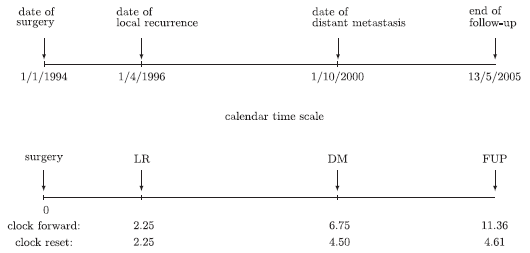 date of date of date of end of
surgery local recurrence distant metastasis follow-up
1/1/1994 1/4/1996 1/10/2000 13/5/2005
calendar time scale
surgery LR DM FUP
0
clock forward: 2.25 6.75 11.36
clock reset: 2.25 4.50 4.61